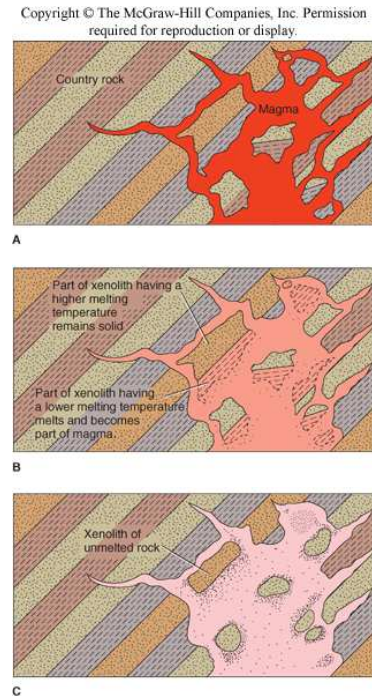 Copyright © The McGraw-Hill Companies, Inc. Permission
required for reproduction or display.
Country rock
Magma
A
Part of xenolith having a
higher melting
temperature
remains solid
Part of xenolith having
a lower melting temperature
melts and becomes
part of magma.
B
Xenolith of
unmelted rock
C